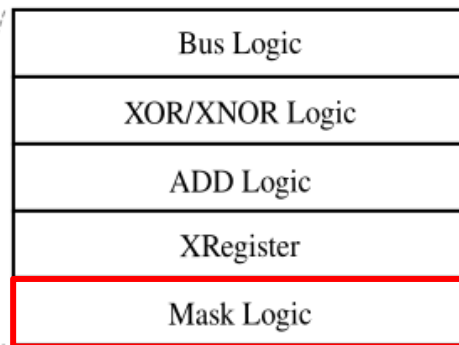 Bus Logic
XOR/XNOR Logic
ADD Logic
XRegister
Mask Logic